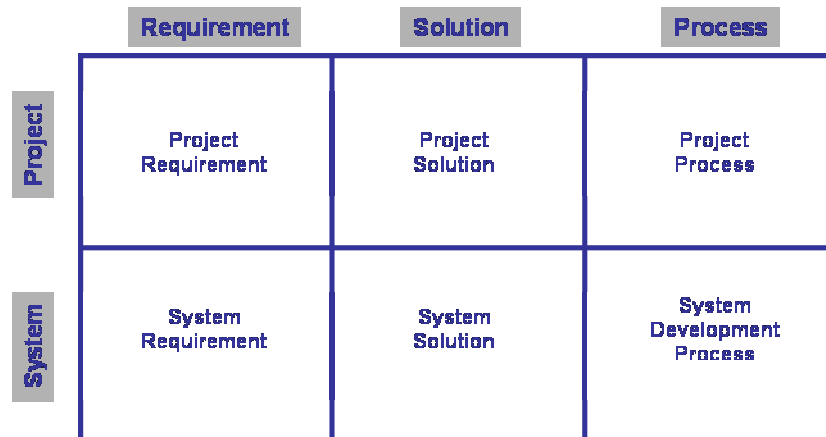 Requirement Solution Process
Project
Project
Requirement
Project
Solution
Project
Process
System
System
Requirement
System
Solution
System
Development
Process